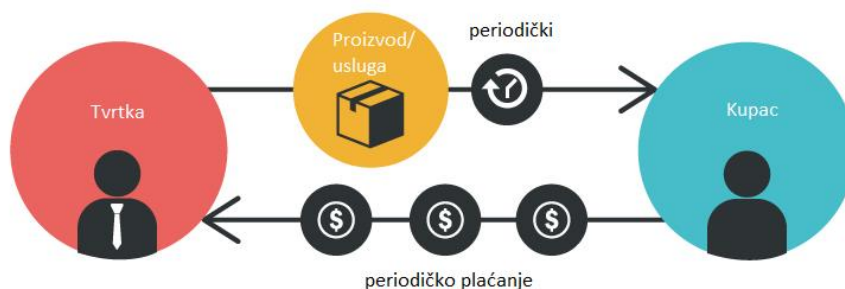 periodički
Proizvod/
usluga
Tvrtka
Kupac
$ $ $
periodičko plaćanje